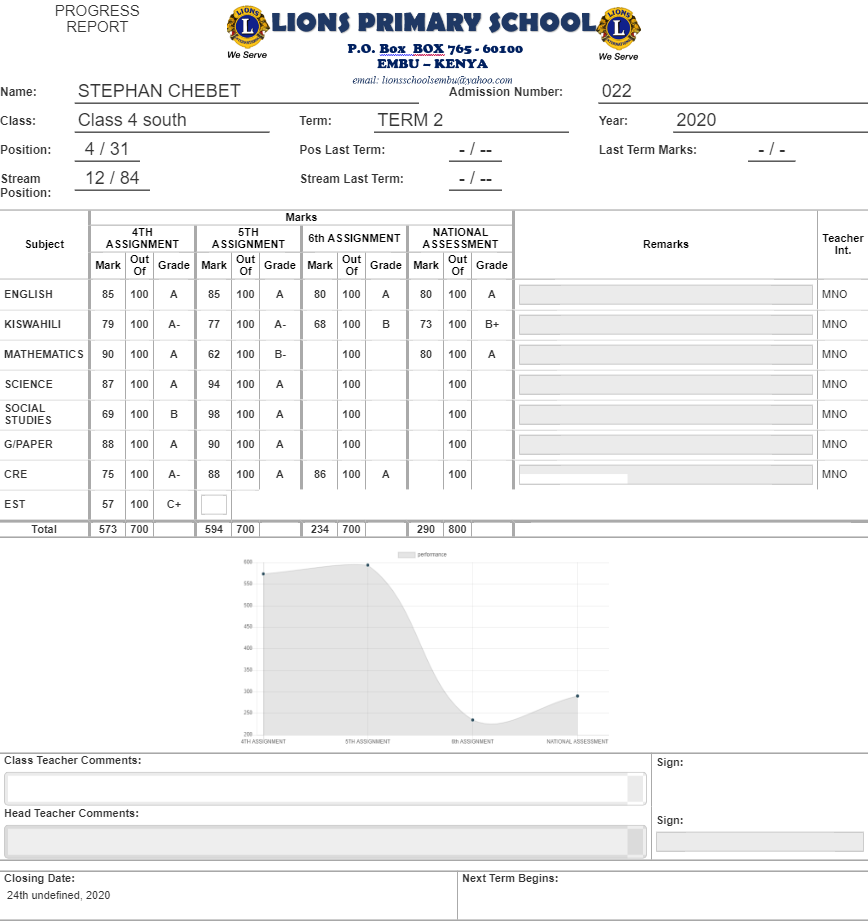 PROGRESS
REPORT
LIONS
L
INTERNATIONAL
We Serve
LIONS PRIMARY SCHOOL
P.O. Box BOX 765 - 60100
EMBU – KENYA
email: lionsschoolsembu@yahoo.com
LIONS
L
INTERNATIONAL
We Serve
Name: STEPHAN CHEBET Admission Number: 022
Class: Class 4 south Term: TERM 2 Year: 2020
Position: 4 / 31 Pos Last Term: - / -- Last Term Marks: - / -
Stream Position: 12 / 84 Stream Last Term: - / --
Subject Marks Remarks Teacher Int.
4TH ASSIGNMENT 5TH ASSIGNMENT 6th ASSIGNMENT NATIONAL ASSESSMENT
Mark Out Of Grade Mark Out Of Grade Mark Out Of Grade Mark Out Of Grade
ENGLISH 85 100 A 85 100 A 80 100 A 80 100 A MNO
KISWAHILI 79 100 A- 77 100 A- 68 100 B 73 100 B+ MNO
MATHEMATICS 90 100 A 62 100 B- 100 80 100 A MNO
SCIENCE 87 100 A 94 100 A 100 100 MNO
SOCIAL STUDIES 69 100 B 98 100 A 100 100 MNO
G/PAPER 88 100 A 90 100 A 100 100 MNO
CRE 75 100 A- 88 100 A 86 100 A 100 MNO
EST 57 100 C+
Total 573 700 594 700 234 700 290 800
performance
600
550
500
450
400
350
300
250
200
4TH ASSIGNMENT 5TH ASSIGNMENT 6th ASSIGNMENT NATIONAL ASSESSMENT
Class Teacher Comments: Sign:
Head Teacher Comments: Sign:
Closing Date: Next Term Begins:
24th undefined, 2020